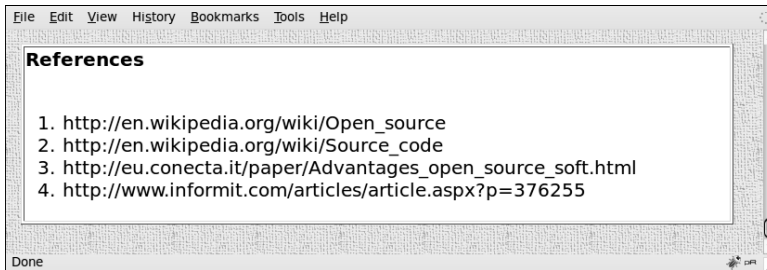 File Edit View History Bookmarks Tools Help
References
1. http://en.wikipedia.org/wiki/Open_source
2. http://en.wikipedia.org/wiki/Source_code
3. http://eu.conecta.it/paper/Advantages_open_source_soft.html
4. http://www.informit.com/articles/article.aspx?p=376255
Done